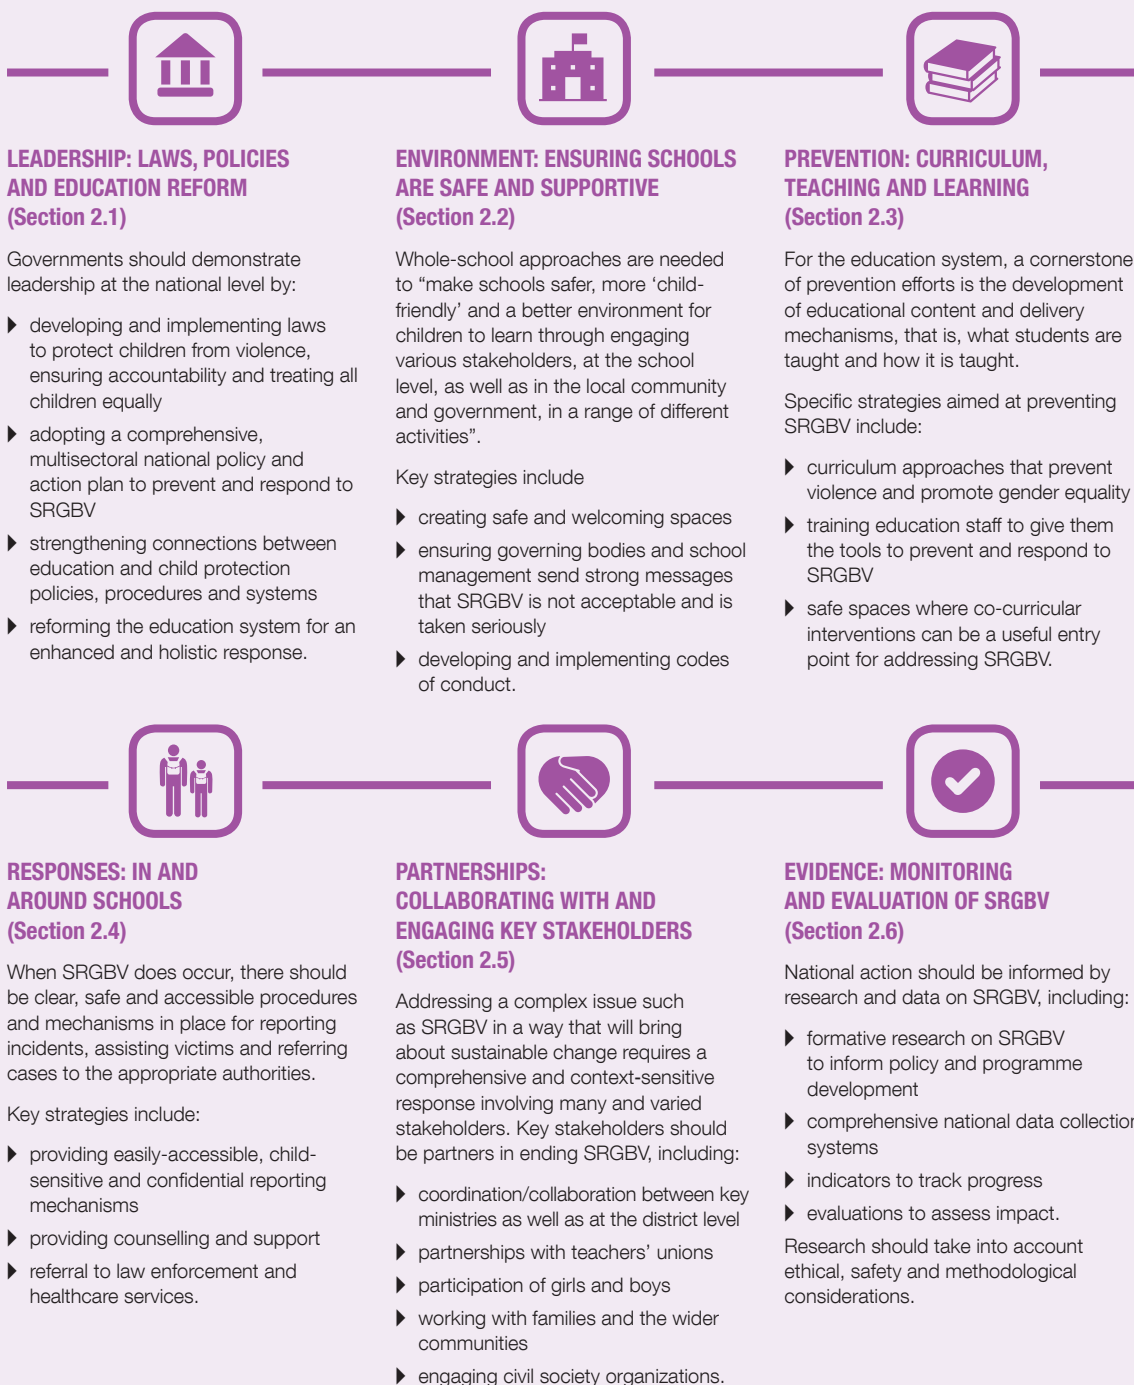 LEADERSHIP: LAWS, POLICIES
AND EDUCATION REFORM
(Section 2.1)
Governments should demonstrate
leadership at the national level by:
developing and implementing laws
to protect children from violence,
ensuring accountability and treating all
children equally
adopting a comprehensive,
multisectoral national policy and
action plan to prevent and respond to
SRGBV
strengthening connections between
education and child protection
policies, procedures and systems
reforming the education system for an
enhanced and holistic response.
ENVIRONMENT: ENSURING SCHOOLS
ARE SAFE AND SUPPORTIVE
(Section 2.2)
Whole-school approaches are needed
to “make schools safer, more ‘child-
friendly’ and a better environment for
children to learn through engaging
various stakeholders, at the school
level, as well as in the local community
and government, in a range of different
activities”.
Key strategies include
creating safe and welcoming spaces
ensuring governing bodies and school
management send strong messages
that SRGBV is not acceptable and is
taken seriously
developing and implementing codes
of conduct.
PREVENTION: CURRICULUM,
TEACHING AND LEARNING
(Section 2.3)
For the education system, a cornerstone
of prevention efforts is the development
of educational content and delivery
mechanisms, that is, what students are
taught and how it is taught.
Specific strategies aimed at preventing
SRGBV include:
curriculum approaches that prevent
violence and promote gender equality
training education staff to give them
the tools to prevent and respond to
SRGBV
safe spaces where co-curricular
interventions can be a useful entry
point for addressing SRGBV.
RESPONSES: IN AND
AROUND SCHOOLS
(Section 2.4)
When SRGBV does occur, there should
be clear, safe and accessible procedures
and mechanisms in place for reporting
incidents, assisting victims and referring
cases to the appropriate authorities.
Key strategies include:
providing easily-accessible, child-
sensitive and confidential reporting
mechanisms
providing counselling and support
referral to law enforcement and
healthcare services.
PARTNERSHIPS:
COLLABORATING WITH AND
ENGAGING KEY STAKEHOLDERS
(Section 2.5)
Addressing a complex issue such
as SRGBV in a way that will bring
about sustainable change requires a
comprehensive and context-sensitive
response involving many and varied
stakeholders. Key stakeholders should
be partners in ending SRGBV, including:
coordination/collaboration between key
ministries as well as at the district level
partnerships with teachers’ unions
participation of girls and boys
working with families and the wider
communities
engaging civil society organizations.
EVIDENCE: MONITORING
AND EVALUATION OF SRGBV
(Section 2.6)
National action should be informed by
research and data on SRGBV, including:
formative research on SRGBV
to inform policy and programme
development
comprehensive national data collection
systems
indicators to track progress
evaluations to assess impact.
Research should take into account
ethical, safety and methodological
considerations.